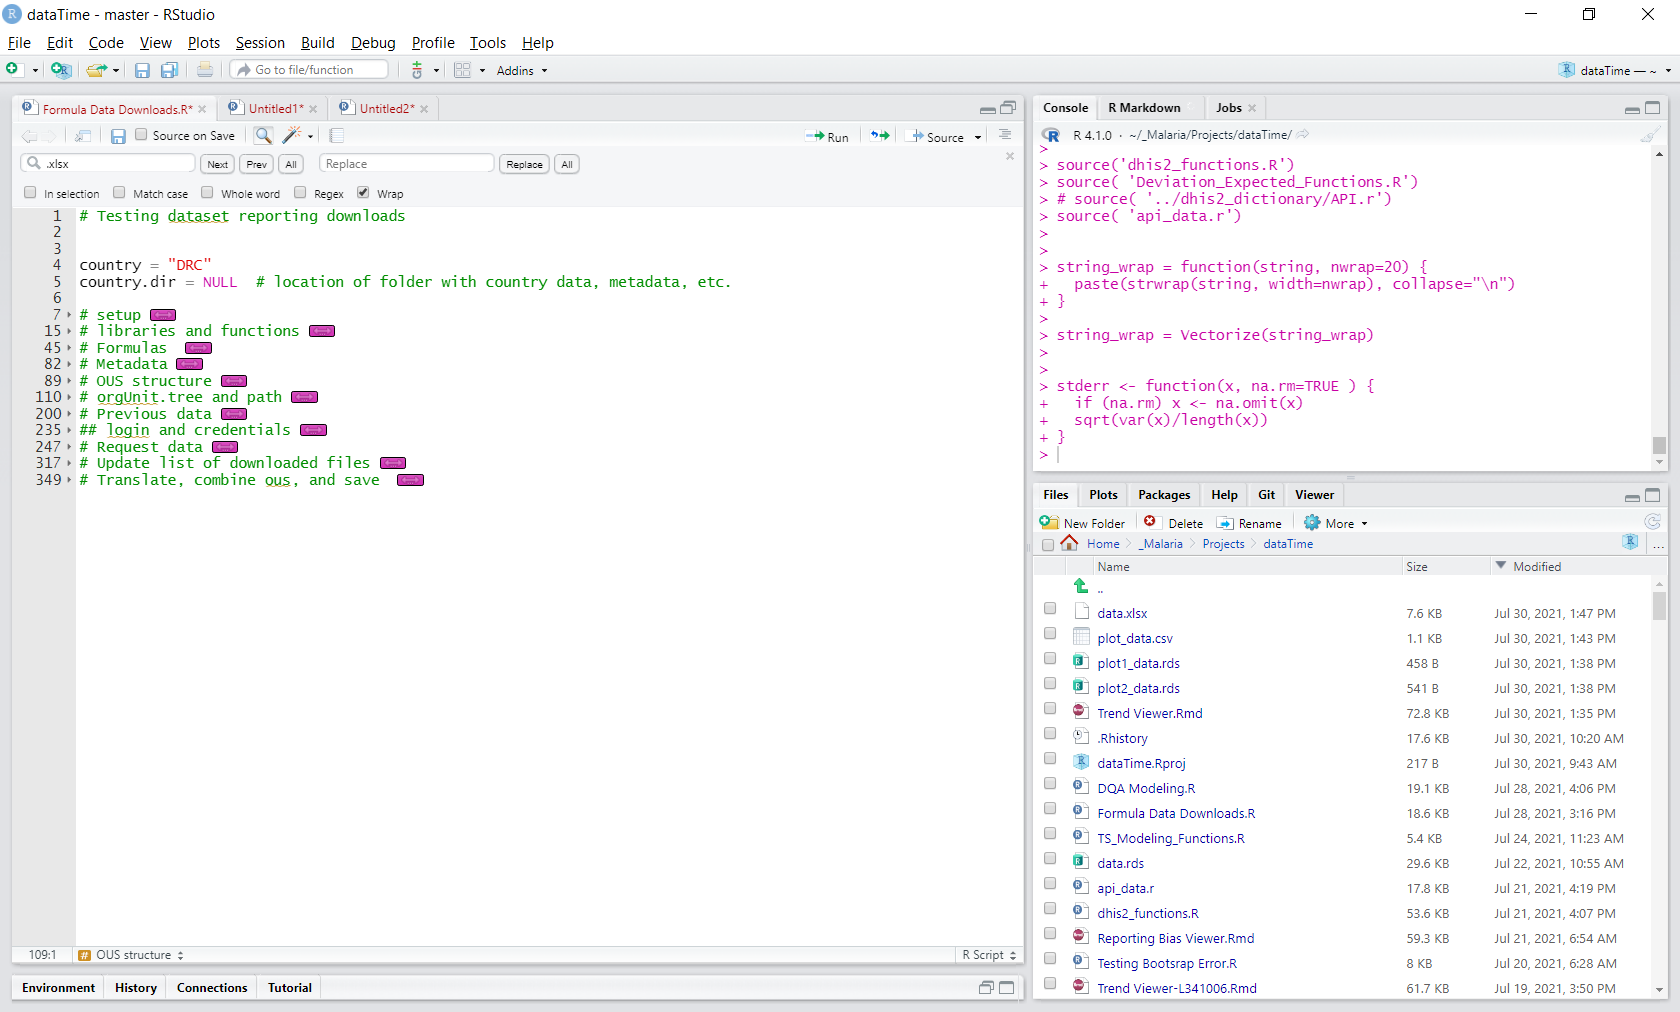 dataTime - master - RStudio
File Edit Code View Plots Session Build Debug Profile Tools Help
Go to file/function Addins dataTime — ~
Formula Data Downloads.R* Untitled1* Untitled2*
Source on Save Run Source
.xlsx Next Prev All Replace Replace All
In selection Match case Whole word Regex Wrap
1 # Testing dataset reporting downloads
2
3
4 country = "DRC"
5 country.dir = NULL # location of folder with country data, metadata, etc.
6
7 # setup
15 # libraries and functions
45 # Formulas
82 # Metadata
89 # OUS structure
110 # orgUnit.tree and path
200 # Previous data
235 ## login and credentials
247 # Request data
317 # Update list of downloaded files
349 # Translate, combine ous, and save
109:1 # OUS structure R Script
Environment History Connections Tutorial
Console R Markdown Jobs
R 4.1.0 · ~/_Malaria/Projects/dataTime/
>
> source('dhis2_functions.R')
> source( 'Deviation_Expected_Functions.R')
> # source( '../dhis2_dictionary/API.r')
> source( 'api_data.r')
>
>
> string_wrap = function(string, nwrap=20) {
+ paste(strwrap(string, width=nwrap), collapse="\n")
+ }
>
> string_wrap = Vectorize(string_wrap)
>
>
> stderr <- function(x, na.rm=TRUE ) {
+ if (na.rm) x <- na.omit(x)
+ sqrt(var(x)/length(x))
+ }
>
Files Plots Packages Help Git Viewer
New Folder Delete Rename More
Home _Malaria Projects dataTime ...
Name Size Modified
..
data.xlsx 7.6 KB Jul 30, 2021, 1:47 PM
plot_data.csv 1.1 KB Jul 30, 2021, 1:43 PM
plot1_data.rds 458 B Jul 30, 2021, 1:38 PM
plot2_data.rds 541 B Jul 30, 2021, 1:38 PM
Trend Viewer.Rmd 72.8 KB Jul 30, 2021, 1:35 PM
.Rhistory 17.6 KB Jul 30, 2021, 10:20 AM
dataTime.Rproj 217 B Jul 30, 2021, 9:43 AM
DQA Modeling.R 19.1 KB Jul 28, 2021, 4:06 PM
Formula Data Downloads.R 18.6 KB Jul 28, 2021, 3:16 PM
TS_Modeling_Functions.R 5.4 KB Jul 24, 2021, 11:23 AM
data.rds 29.6 KB Jul 22, 2021, 10:55 AM
api_data.r 17.8 KB Jul 21, 2021, 4:19 PM
dhis2_functions.R 53.6 KB Jul 21, 2021, 4:07 PM
Reporting Bias Viewer.Rmd 59.3 KB Jul 21, 2021, 6:54 AM
Testing Bootsrap Error.R 8 KB Jul 20, 2021, 6:28 AM
Trend Viewer-L341006.Rmd 61.7 KB Jul 19, 2021, 3:50 PM